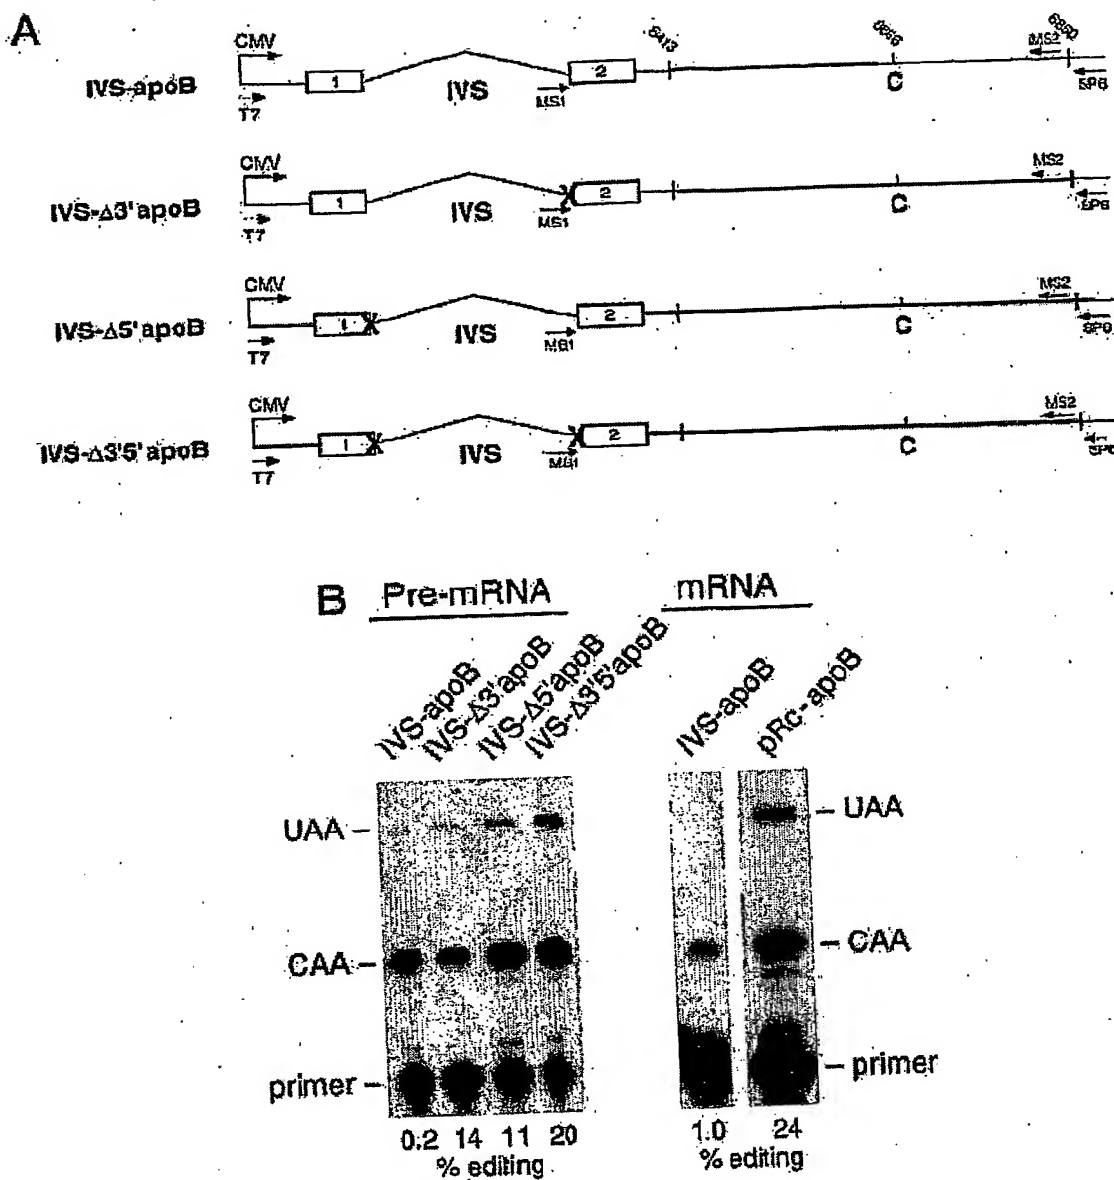 A
CMV
6413
6666
MS2
6860
IVS-apoB
1
IVS
MS1
2
C
SP6
T7
CMV
MS2
IVS-Δ3'apoB
1
IVS
MS1
2
C
SP6
T7
CMV
MS2
IVS-Δ5'apoB
1
IVS
MS1
2
C
SP6
T7
CMV
MS2
IVS-Δ3'5'apoB
1
IVS
MS1
2
C
SP6
T7
B Pre-mRNA mRNA
IVS-apoB
IVS-Δ3'apoB
IVS-Δ5'apoB
IVS-Δ3'5'apoB
IVS-apoB
pRc-apoB
UAA – – UAA
CAA – – CAA
primer – – primer
0.2 14 11 20 1.0 24
% editing % editing